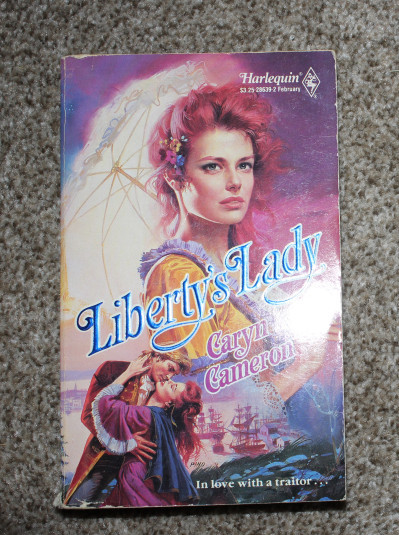 Harlequin®
$3.25·28639-2 February
Liberty's Lady
Caryn
Cameron
In love with a traitor . . .